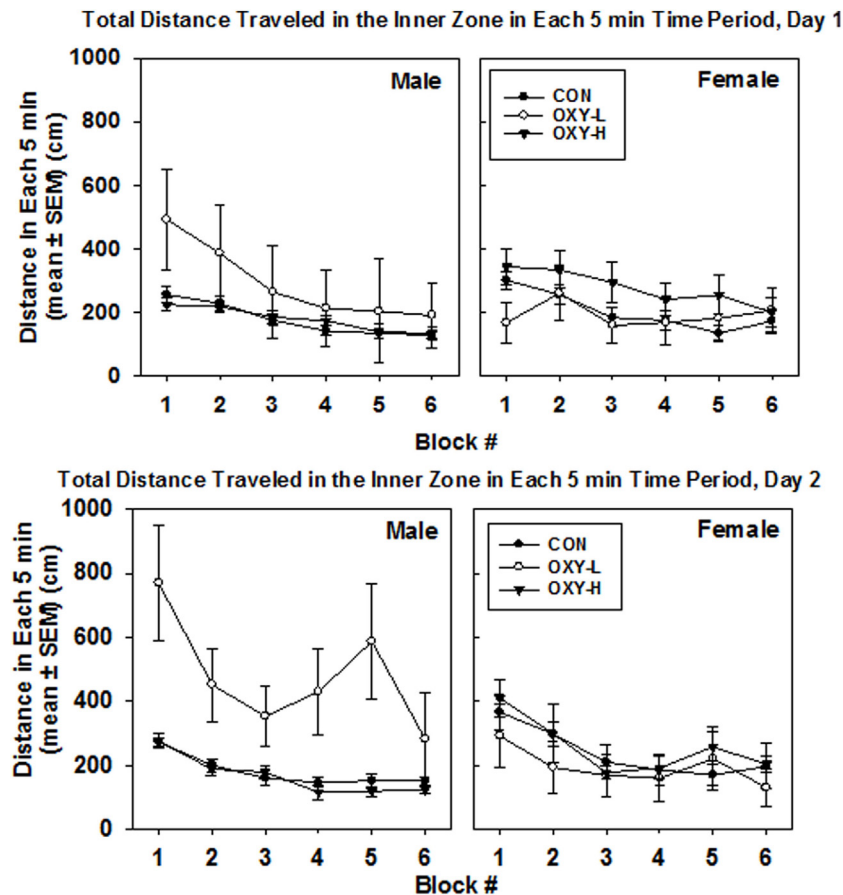 Total Distance Traveled in the Inner Zone in Each 5 min Time Period, Day 1
Distance in Each 5 min
(mean ± SEM) (cm)
1000
800
600
400
200
0
Male
Female
CON
OXY-L
OXY-H
1 2 3 4 5 6
1 2 3 4 5 6
Block #
Total Distance Traveled in the Inner Zone in Each 5 min Time Period, Day 2
Distance in Each 5 min
(mean ± SEM) (cm)
1000
800
600
400
200
0
Male
Female
CON
OXY-L
OXY-H
1 2 3 4 5 6
1 2 3 4 5 6
Block #